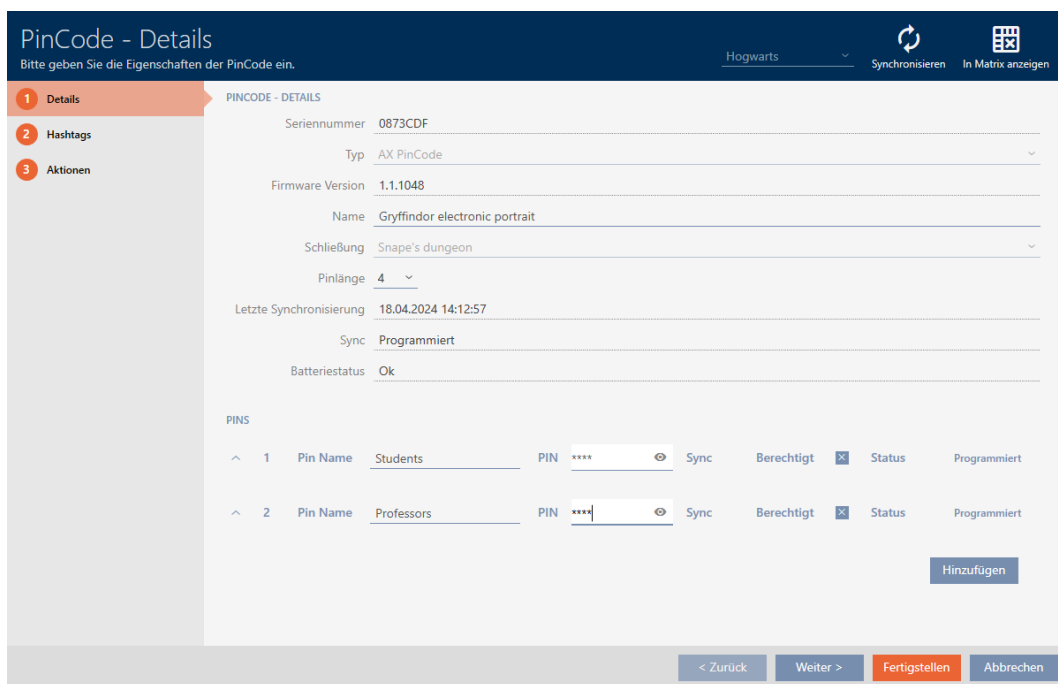 PinCode - Details
Bitte geben Sie die Eigenschaften der PinCode ein.
Hogwarts
Synchronisieren
In Matrix anzeigen
1 Details
2 Hashtags
3 Aktionen
PINCODE - DETAILS
Seriennummer 0873CDF
Typ AX PinCode
Firmware Version 1.1.1048
Name Gryffindor electronic portrait
Schließung Snape's dungeon
Pinlänge 4
Letzte Synchronisierung 18.04.2024 14:12:57
Sync Programmiert
Batteriestatus Ok
PINS
1 Pin Name Students PIN **** Sync Berechtigt Status Programmiert
2 Pin Name Professors PIN **** Sync Berechtigt Status Programmiert
Hinzufügen
< Zurück Weiter > Fertigstellen Abbrechen